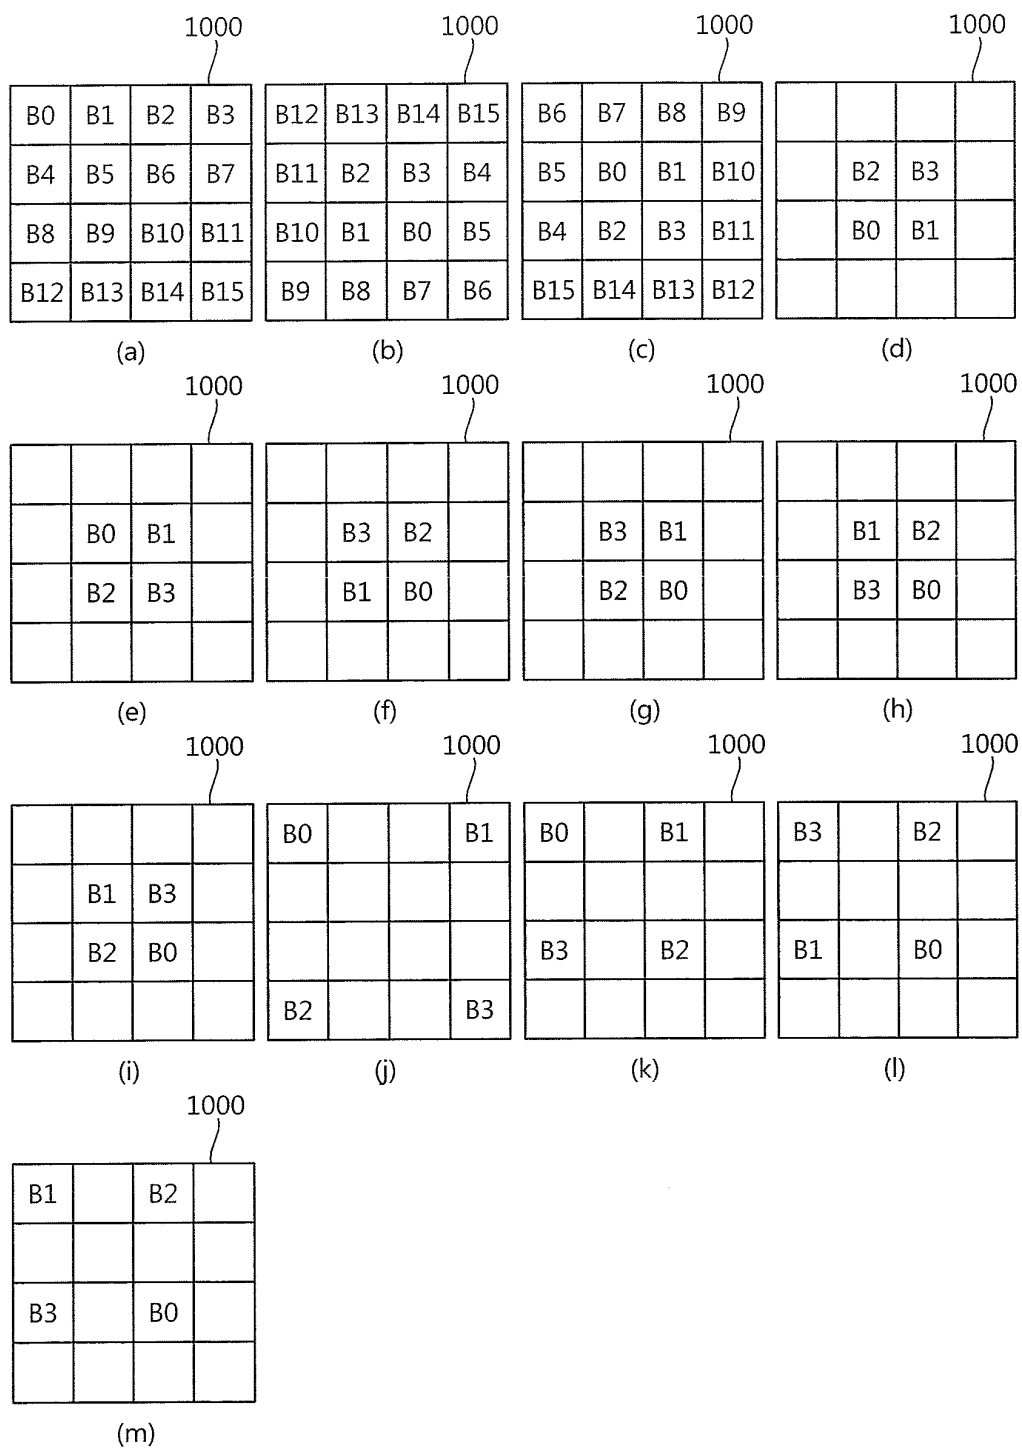 1000 1000 1000 1000
B0 B1 B2 B3 B12 B13 B14 B15 B6 B7 B8 B9
B4 B5 B6 B7 B11 B2 B3 B4 B5 B0 B1 B10 B2 B3
B8 B9 B10 B11 B10 B1 B0 B5 B4 B2 B3 B11 B0 B1
B12 B13 B14 B15 B9 B8 B7 B6 B15 B14 B13 B12
(a) (b) (c) (d)
1000 1000 1000 1000
B0 B1 B3 B2 B3 B1 B1 B2
B2 B3 B1 B0 B2 B0 B3 B0
(e) (f) (g) (h)
1000 1000 1000 1000
B0 B1 B0 B1 B3 B2
B1 B3
B2 B0 B3 B2 B1 B0
B2 B3
(i) (j) (k) (l)
1000
B1 B2
B3 B0
(m)